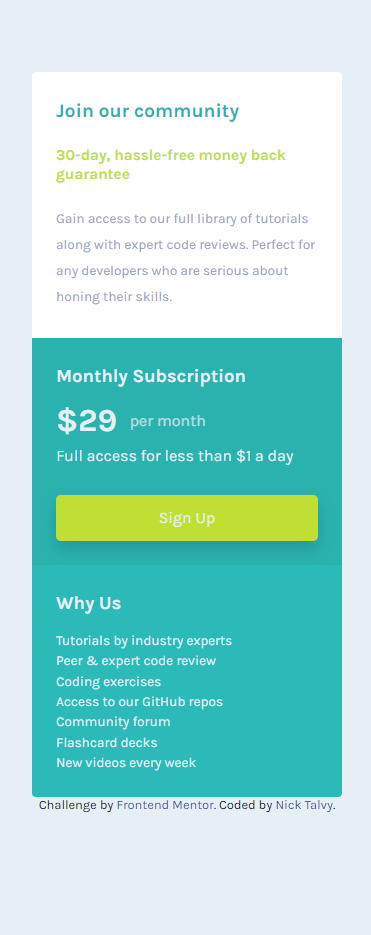 Join our community
30-day, hassle-free money back
guarantee
Gain access to our full library of tutorials
along with expert code reviews. Perfect for
any developers who are serious about
honing their skills.
Monthly Subscription
$29 per month
Full access for less than $1 a day
Sign Up
Why Us
Tutorials by industry experts
Peer & expert code review
Coding exercises
Access to our GitHub repos
Community forum
Flashcard decks
New videos every week
Challenge by Frontend Mentor. Coded by Nick Talvy.